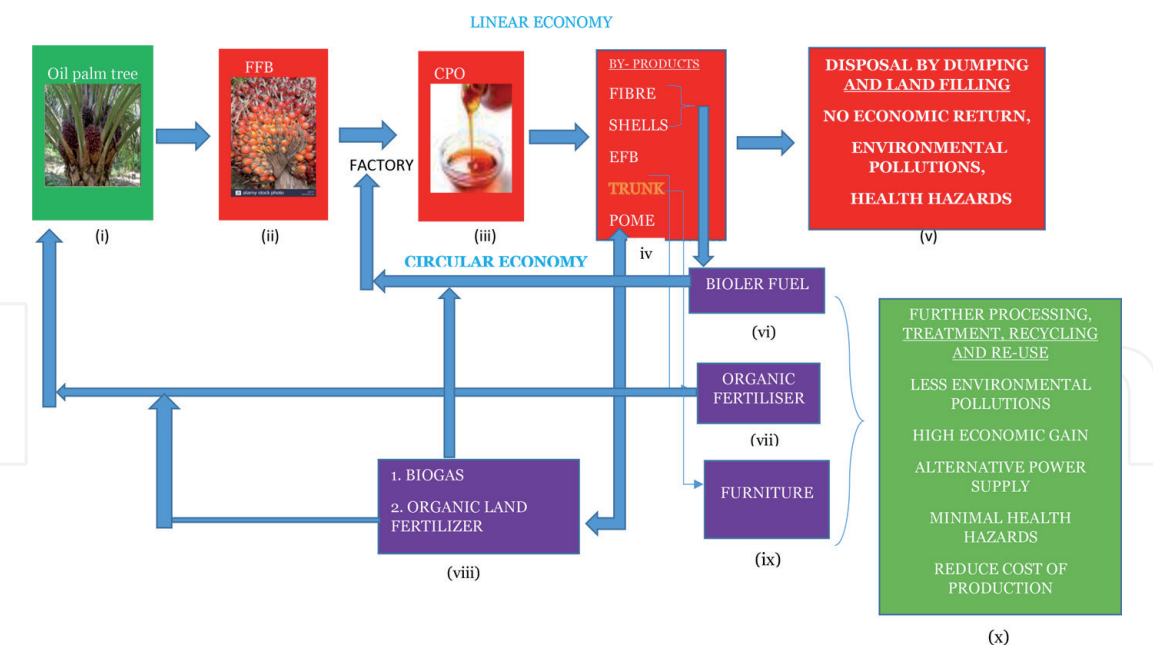 LINEAR ECONOMY
Oil palm tree
(i)
FFB
alamy stock photo
(ii)
FACTORY
CPO
(iii)
BY- PRODUCTS
FIBRE
SHELLS
EFB
TRUNK
POME
iv
DISPOSAL BY DUMPING
AND LAND FILLING
NO ECONOMIC RETURN,
ENVIRONMENTAL
POLLUTIONS,
HEALTH HAZARDS
(v)
CIRCULAR ECONOMY
BIOLER FUEL
(vi)
ORGANIC
FERTILISER
(vii)
1. BIOGAS
2. ORGANIC LAND
FERTILIZER
(viii)
FURNITURE
(ix)
FURTHER PROCESSING,
TREATMENT, RECYCLING
AND RE-USE
LESS ENVIRONMENTAL
POLLUTIONS
HIGH ECONOMIC GAIN
ALTERNATIVE POWER
SUPPLY
MINIMAL HEALTH
HAZARDS
REDUCE COST OF
PRODUCTION
(x)